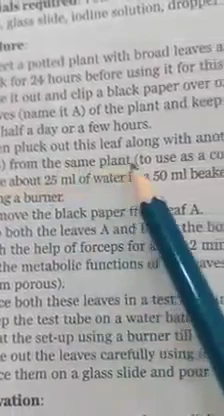 ials required
, glass slide, iodine solution, dropper
ore:
ect a potted plant with broad leaves a
k for 24 hours before using it for this
e it out and clip a black paper over o
ves (name it A) of the plant and keep
half a day or a few hours.
n pluck out this leaf along with anot
) from the same plant (to use as a co
e about 25 ml of water i 50 ml beake
ng a burner.
move the black paper eaf A.
both the leaves A and the bo
h the help of forceps for 2 min
the metabolic functions of aves
m porous).
ce both these leaves in a test
p the test tube on a water bat
t the set-up using a burner till
e out the leaves carefully using
ce them on a glass slide and pour
vation: